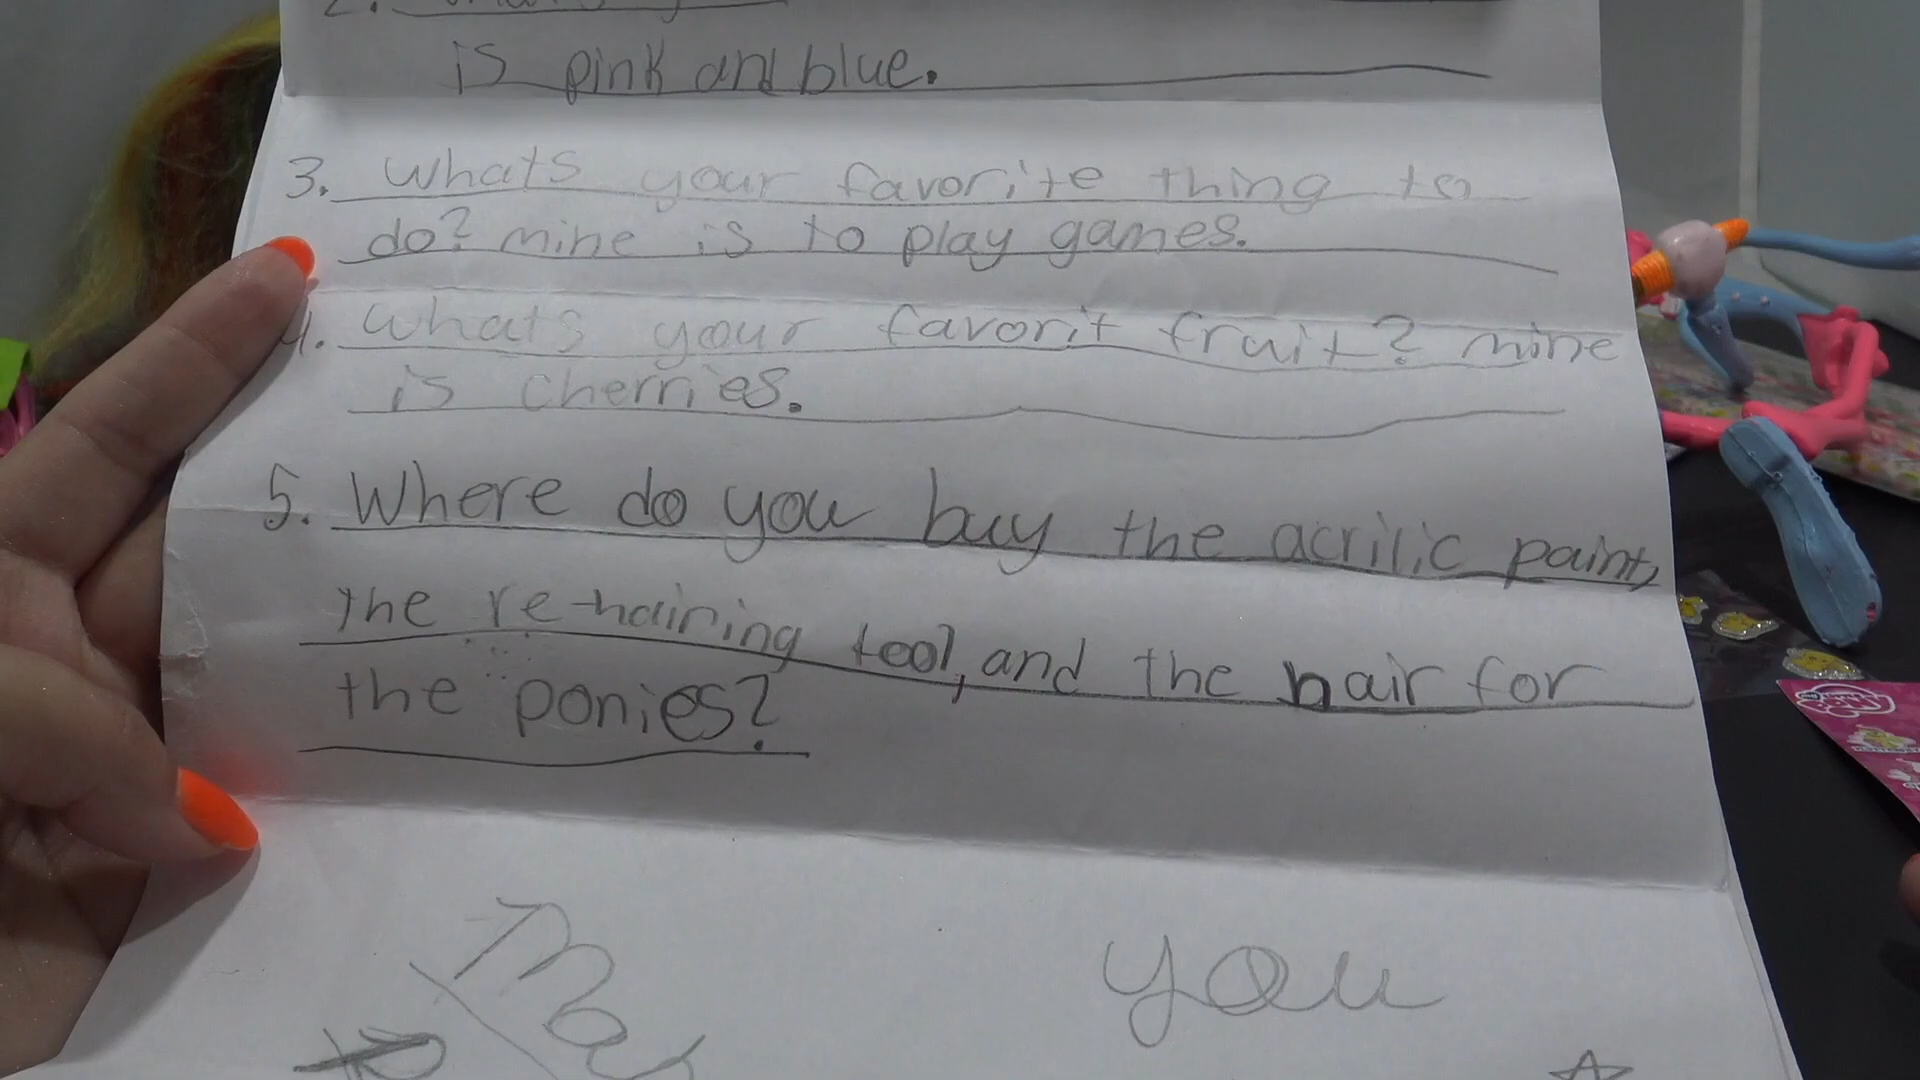 2.
is pink and blue.
3. whats your favorite thing to
do? mine is to play games.
4. whats your favorit fruit? mine
is cherries.
5. Where do you buy the acrilic paint,
the re-hairing tool, and the hair for
the ponies?
you